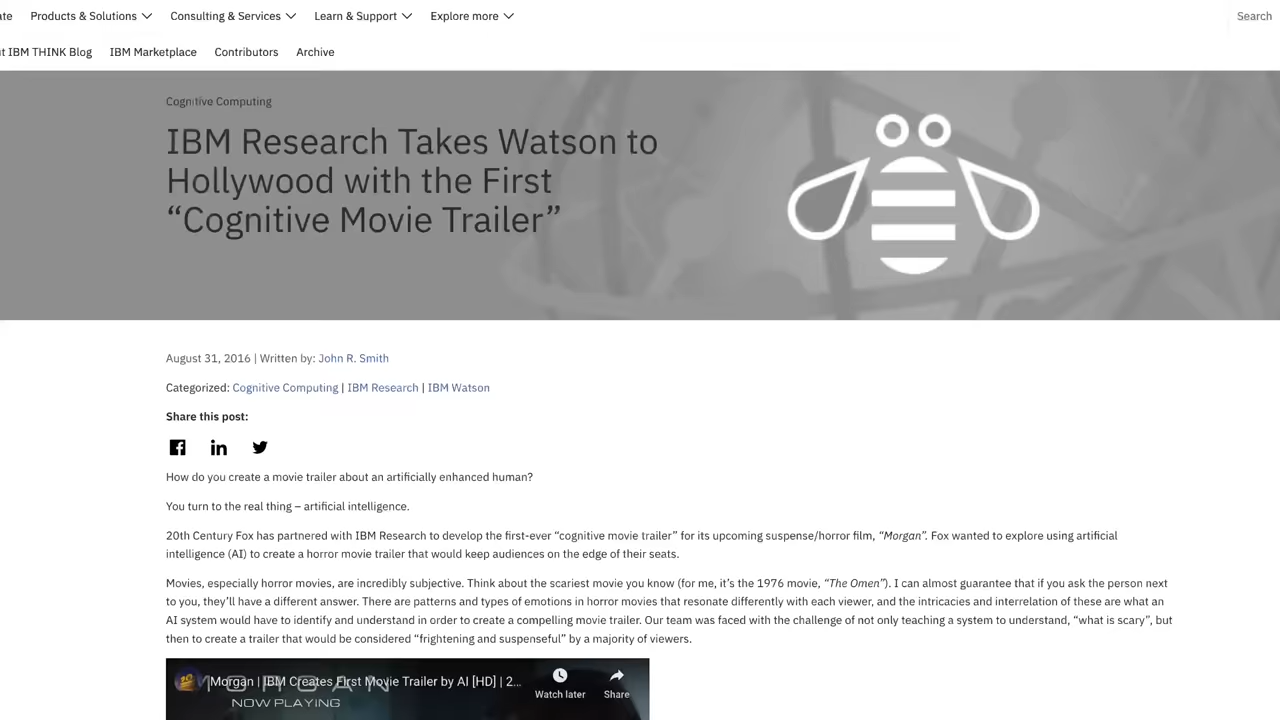 ate Products & Solutions Consulting & Services Learn & Support Explore more Search
t IBM THINK Blog IBM Marketplace Contributors Archive
Cognitive Computing
IBM Research Takes Watson to
Hollywood with the First
“Cognitive Movie Trailer”
August 31, 2016 | Written by: John R. Smith
Categorized: Cognitive Computing | IBM Research | IBM Watson
Share this post:
How do you create a movie trailer about an artificially enhanced human?
You turn to the real thing – artificial intelligence.
20th Century Fox has partnered with IBM Research to develop the first-ever “cognitive movie trailer” for its upcoming suspense/horror film, “Morgan”. Fox wanted to explore using artificial
intelligence (AI) to create a horror movie trailer that would keep audiences on the edge of their seats.
Movies, especially horror movies, are incredibly subjective. Think about the scariest movie you know (for me, it’s the 1976 movie, “The Omen”). I can almost guarantee that if you ask the person next
to you, they’ll have a different answer. There are patterns and types of emotions in horror movies that resonate differently with each viewer, and the intricacies and interrelation of these are what an
AI system would have to identify and understand in order to create a compelling movie trailer. Our team was faced with the challenge of not only teaching a system to understand, “what is scary”, but
then to create a trailer that would be considered “frightening and suspenseful” by a majority of viewers.
Morgan | IBM Creates First Movie Trailer by AI [HD] | 2...
MORGAN
Watch later Share
NOW PLAYING